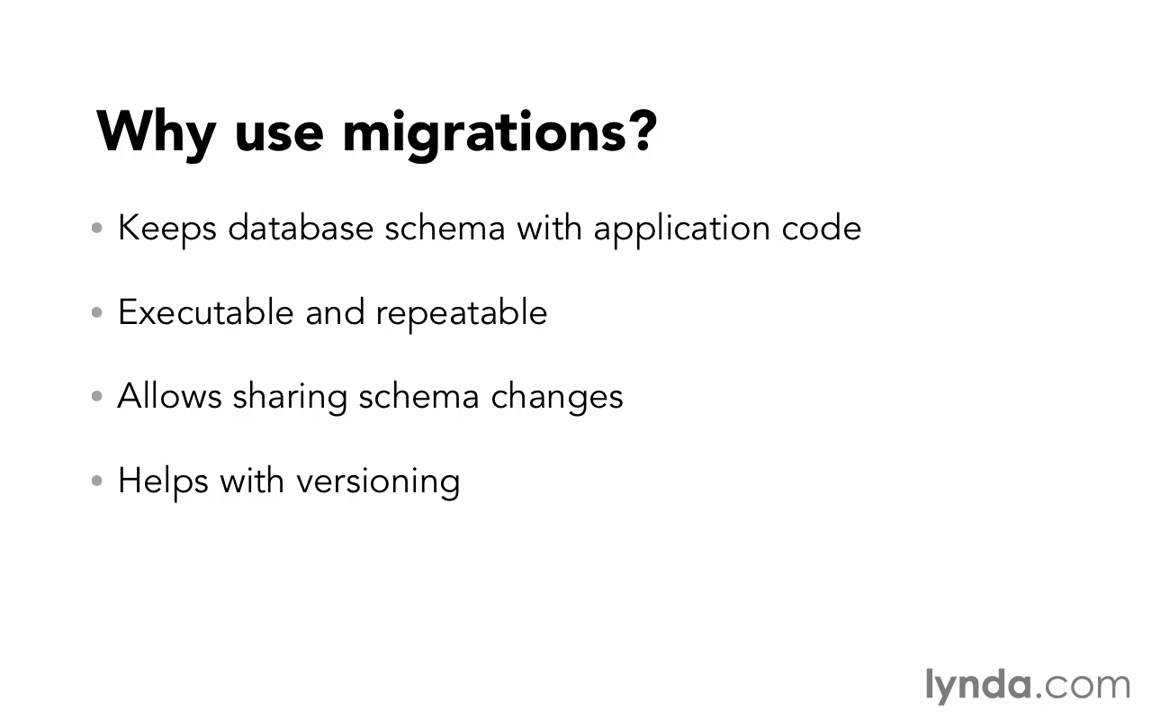 Why use migrations?
• Keeps database schema with application code
• Executable and repeatable
• Allows sharing schema changes
• Helps with versioning
lynda.com